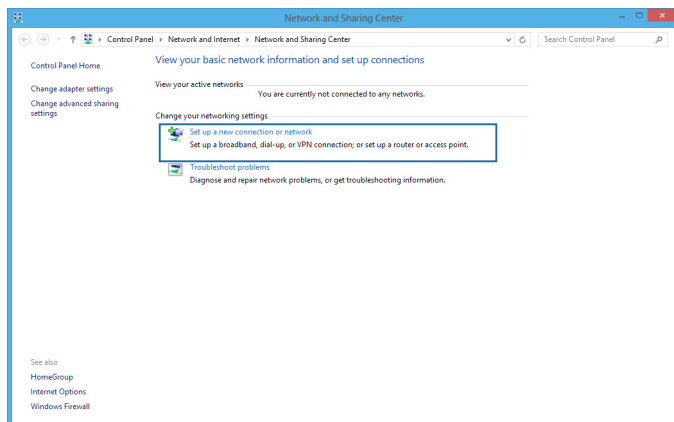 Network and Sharing Center
Control Panel Network and Internet Network and Sharing Center
Search Control Panel
Control Panel Home
Change adapter settings
Change advanced sharing
settings
View your basic network information and set up connections
View your active networks
You are currently not connected to any networks.
Change your networking settings
Set up a new connection or network
Set up a broadband, dial-up, or VPN connection; or set up a router or access point.
Troubleshoot problems
Diagnose and repair network problems, or get troubleshooting information.
See also
HomeGroup
Internet Options
Windows Firewall